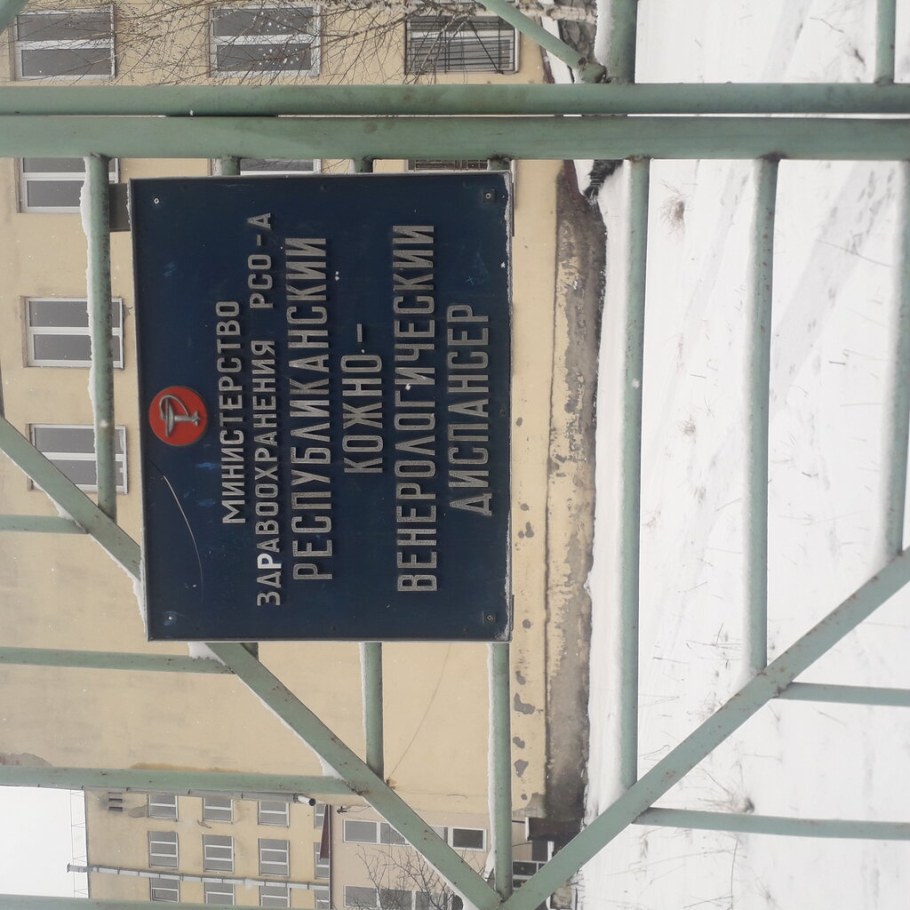 МИНИСТЕРСТВО
ЗДРАВООХРАНЕНИЯ РСО-А
РЕСПУБЛИКАНСКИЙ
КОЖНО-
ВЕНЕРОЛОГИЧЕСКИЙ
ДИСПАНСЕР